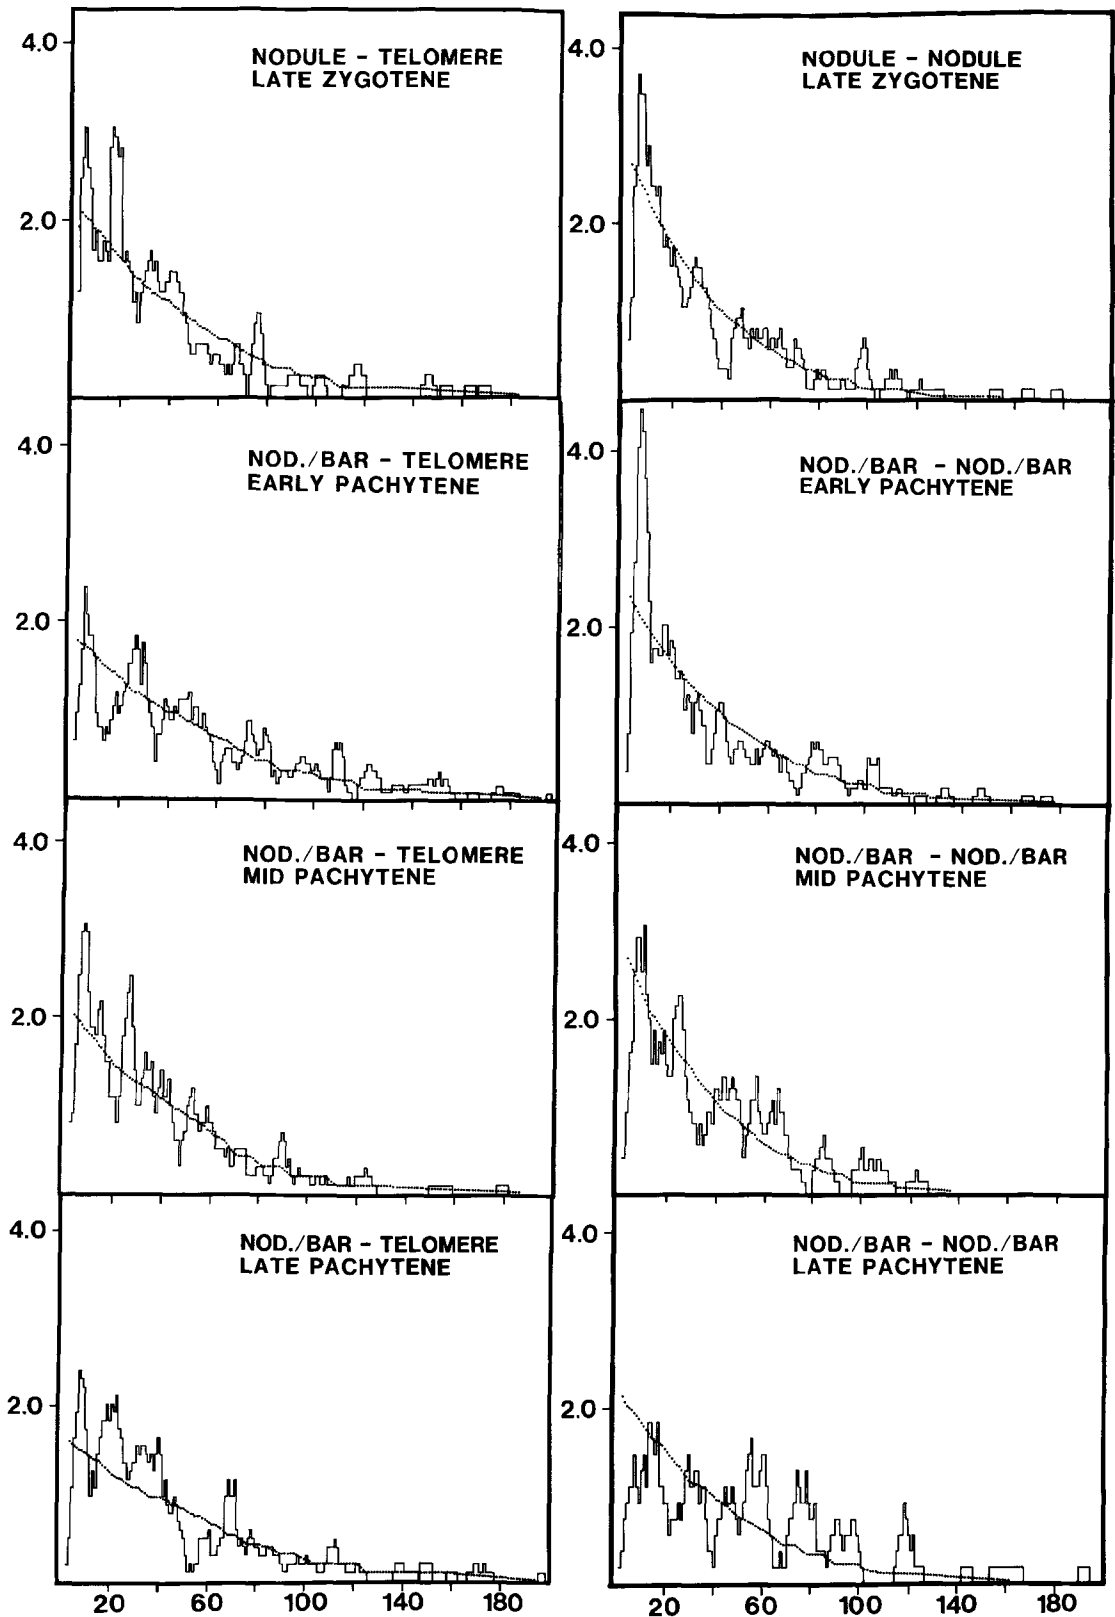 4.0
NODULE - TELOMERE
LATE ZYGOTENE
2.0
4.0
NODULE - NODULE
LATE ZYGOTENE
2.0
4.0
NOD./BAR - TELOMERE
EARLY PACHYTENE
2.0
4.0
NOD./BAR - NOD./BAR
EARLY PACHYTENE
2.0
4.0
NOD./BAR - TELOMERE
MID PACHYTENE
2.0
4.0
NOD./BAR - NOD./BAR
MID PACHYTENE
2.0
4.0
NOD./BAR - TELOMERE
LATE PACHYTENE
2.0
20 60 100 140 180
4.0
NOD./BAR - NOD./BAR
LATE PACHYTENE
2.0
20 60 100 140 180